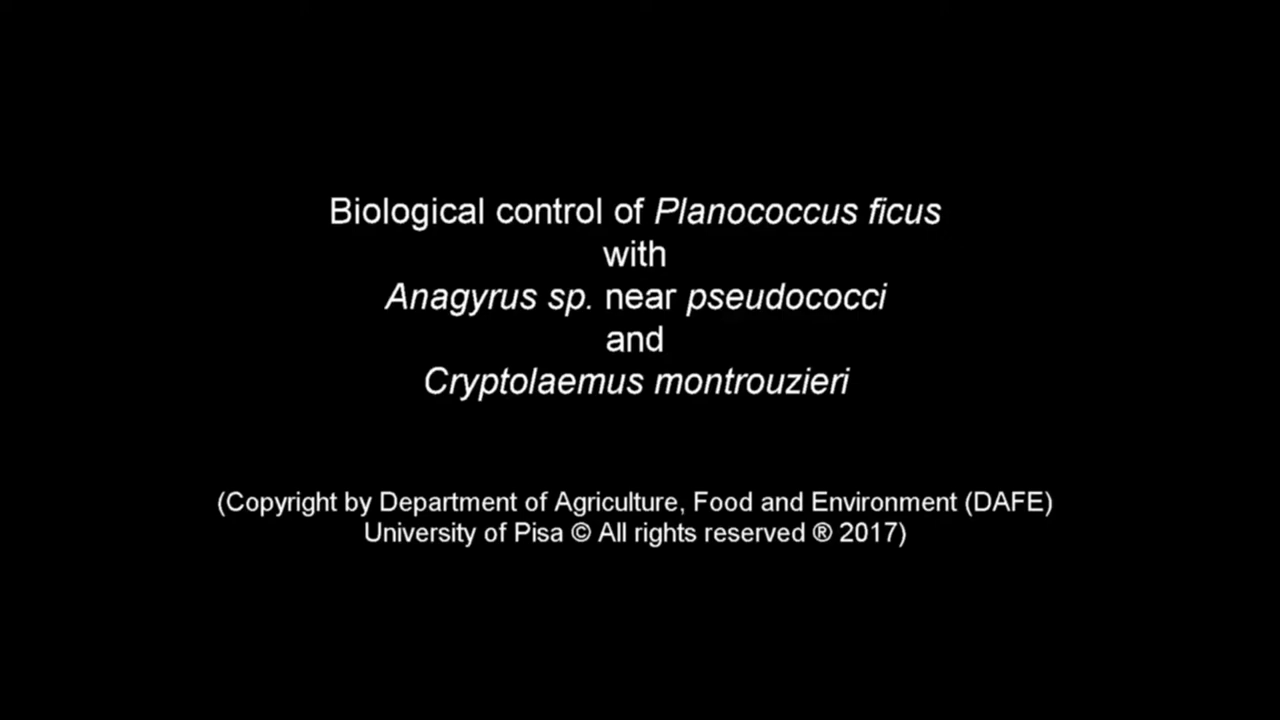 Biological control of Planococcus ficus
with
Anagyrus sp. near pseudococci
and
Cryptolaemus montrouzieri
(Copyright by Department of Agriculture, Food and Environment (DAFE)
University of Pisa © All rights reserved ® 2017)